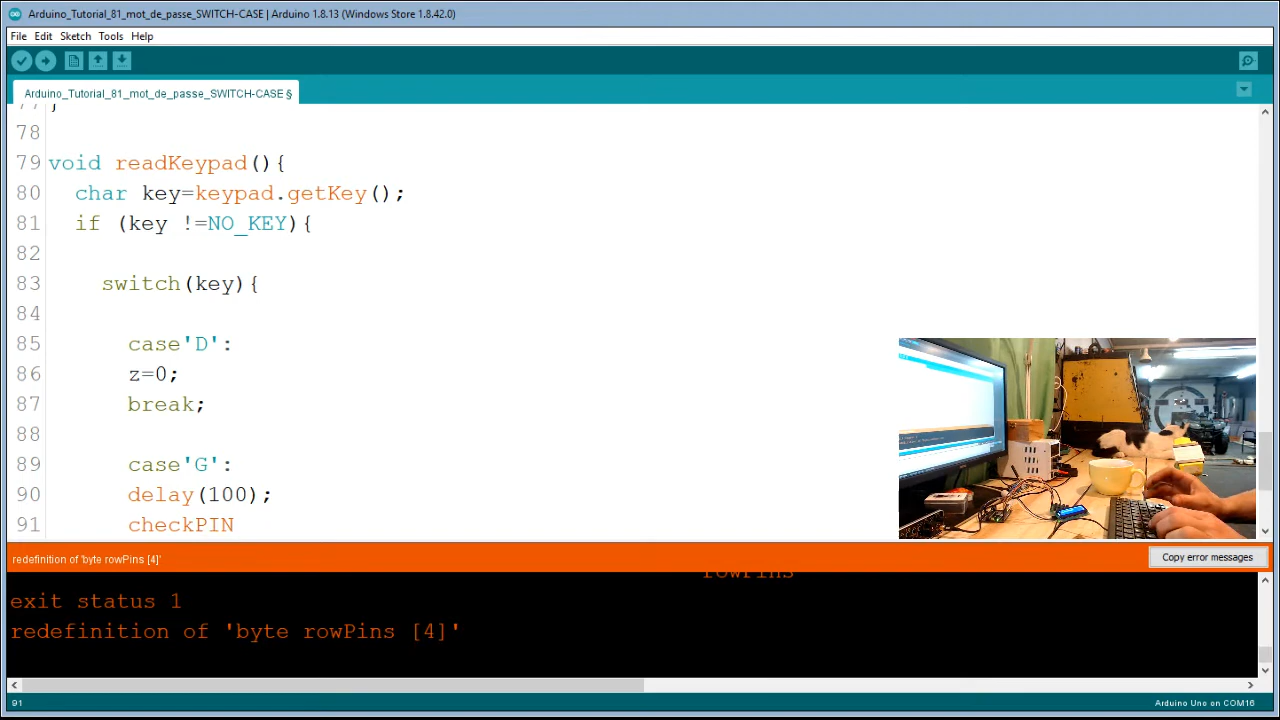 Arduino_Tutorial_81_mot_de_passe_SWITCH-CASE | Arduino 1.8.13 (Windows Store 1.8.42.0)
File Edit Sketch Tools Help
Arduino_Tutorial_81_mot_de_passe_SWITCH-CASE §
77 }
78
79 void readKeypad(){
80 char key=keypad.getKey();
81 if (key !=NO_KEY){
82
83 switch(key){
84
85 case'D':
86 z=0;
87 break;
88
89 case'G':
90 delay(100);
91 checkPIN
redefinition of 'byte rowPins [4]'
Copy error messages
rowPins
exit status 1
redefinition of 'byte rowPins [4]'
91
Arduino Uno on COM16